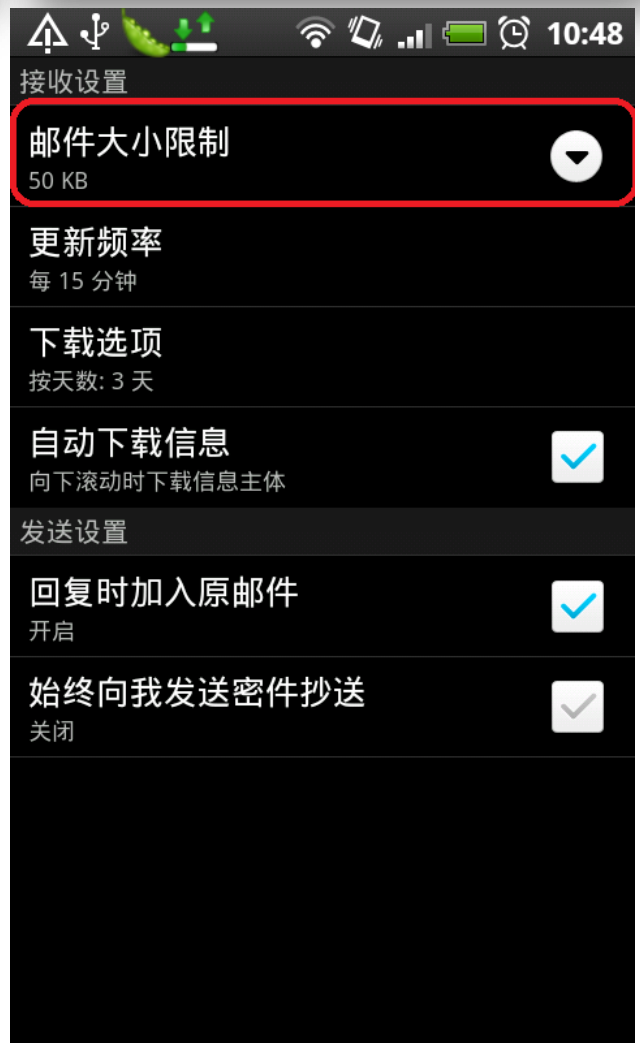 10:48
接收设置
邮件大小限制
50 KB
更新频率
每 15 分钟
下载选项
按天数: 3 天
自动下载信息
向下滚动时下载信息主体
发送设置
回复时加入原邮件
开启
始终向我发送密件抄送
关闭